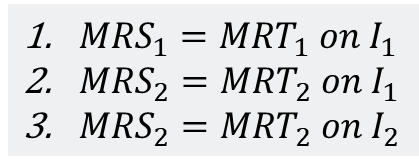 1. MRS₁ = MRT₁ on I₁
2. MRS₂ = MRT₂ on I₁
3. MRS₂ = MRT₂ on I₂